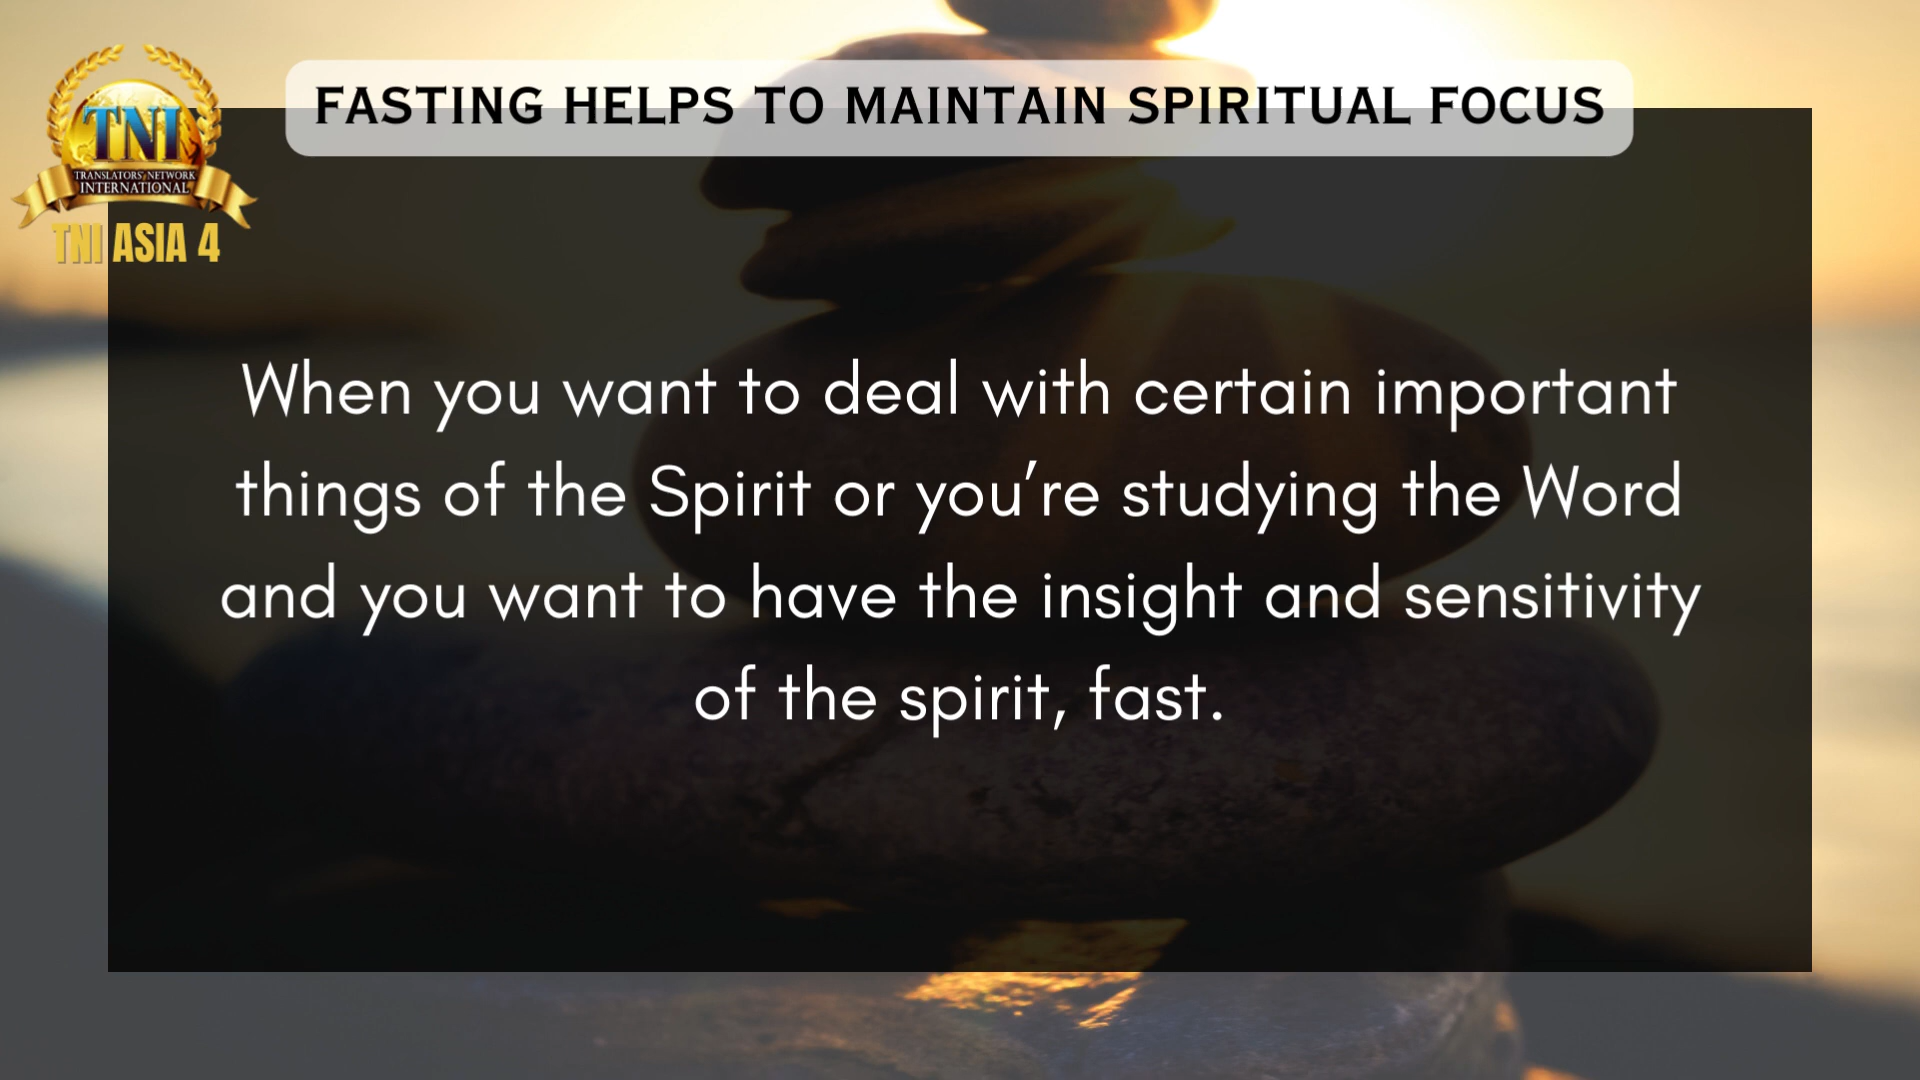 TNI
TRANSLATORS' NETWORK
INTERNATIONAL
TNI ASIA 4
FASTING HELPS TO MAINTAIN SPIRITUAL FOCUS
When you want to deal with certain important
things of the Spirit or you’re studying the Word
and you want to have the insight and sensitivity
of the spirit, fast.